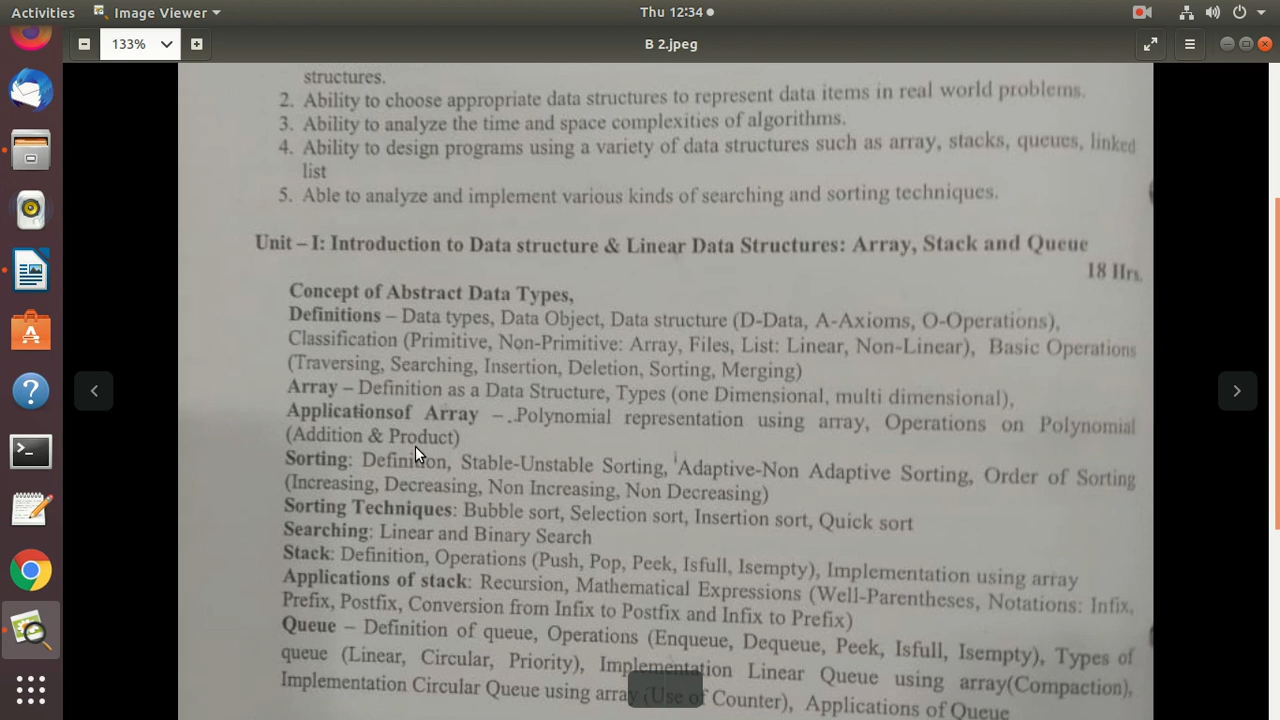 Activities Image Viewer Thu 12:34
133% B 2.jpeg
structures.
2. Ability to choose appropriate data structures to represent data items in real world problems.
3. Ability to analyze the time and space complexities of algorithms.
4. Ability to design programs using a variety of data structures such as array, stacks, queues, linked
list
5. Able to analyze and implement various kinds of searching and sorting techniques.
Unit – I: Introduction to Data structure & Linear Data Structures: Array, Stack and Queue
18 Hrs.
Concept of Abstract Data Types,
Definitions – Data types, Data Object, Data structure (D-Data, A-Axioms, O-Operations),
Classification (Primitive, Non-Primitive: Array, Files, List: Linear, Non-Linear), Basic Operations
(Traversing, Searching, Insertion, Deletion, Sorting, Merging)
Array – Definition as a Data Structure, Types (one Dimensional, multi dimensional),
Applicationsof Array – .Polynomial representation using array, Operations on Polynomial
(Addition & Product)
Sorting: Definition, Stable-Unstable Sorting, Adaptive-Non Adaptive Sorting, Order of Sorting
(Increasing, Decreasing, Non Increasing, Non Decreasing)
Sorting Techniques: Bubble sort, Selection sort, Insertion sort, Quick sort
Searching: Linear and Binary Search
Stack: Definition, Operations (Push, Pop, Peek, Isfull, Isempty), Implementation using array
Applications of stack: Recursion, Mathematical Expressions (Well-Parentheses, Notations: Infix,
Prefix, Postfix, Conversion from Infix to Postfix and Infix to Prefix)
Queue – Definition of queue, Operations (Enqueue, Dequeue, Peek, Isfull, Isempty), Types of
queue (Linear, Circular, Priority), Implementation Linear Queue using array(Compaction),
Implementation Circular Queue using array (Use of Counter), Applications of Queue